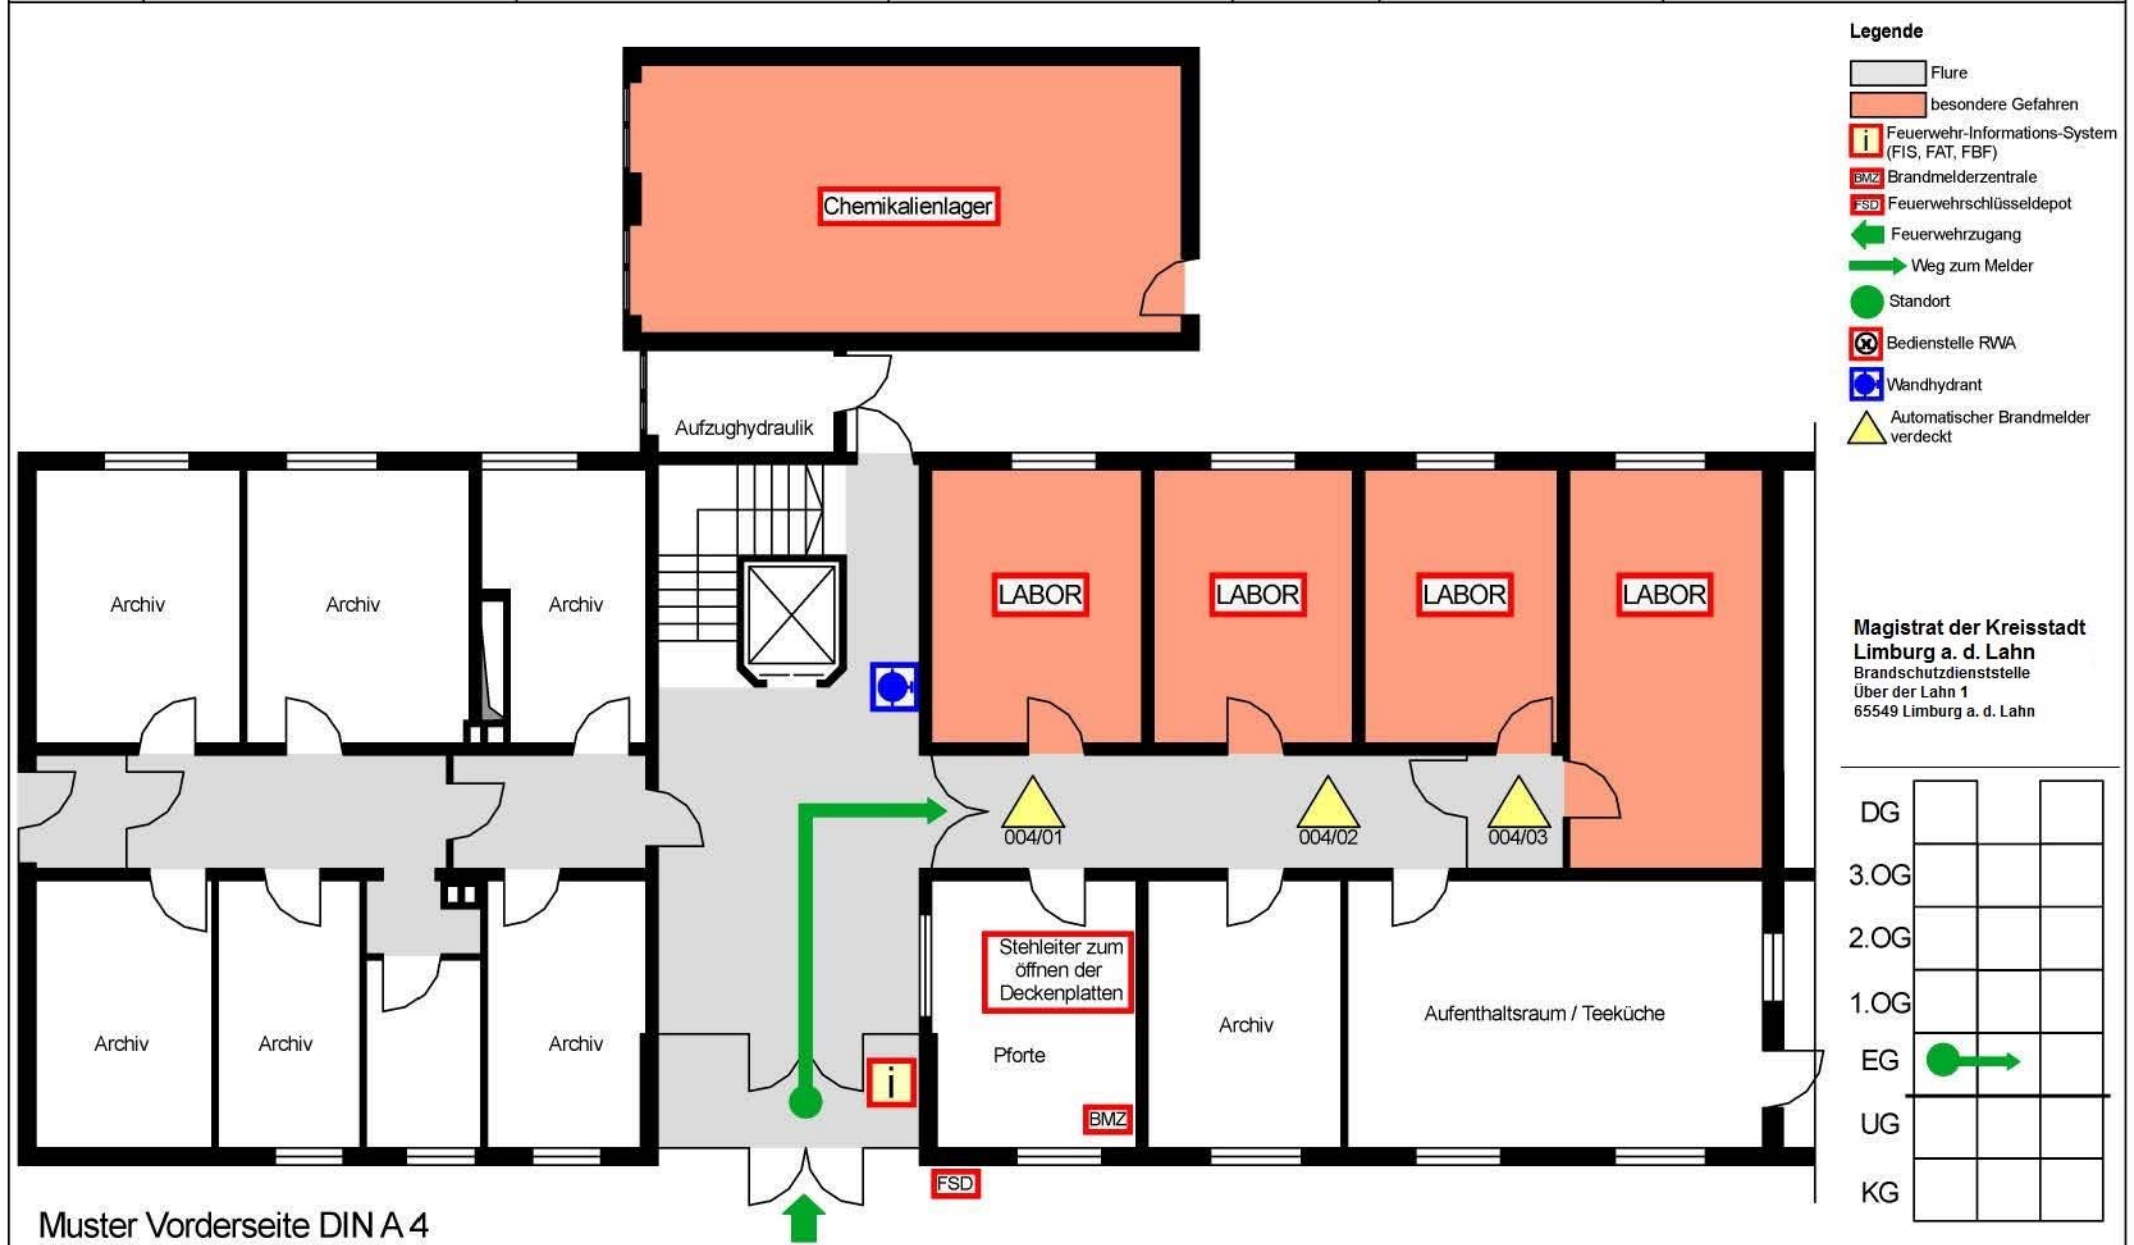 Legende
Flure
besondere Gefahren
Feuerwehr-Informations-System
(FIS, FAT, FBF)
BMZ Brandmelderzentrale
FSD Feuerwehrschlüsseldepot
Feuerwehrzugang
Weg zum Melder
Standort
Bedienstelle RWA
Wandhydrant
Automatischer Brandmelder
verdeckt
Chemikalienlager
Aufzughydraulik
Archiv
Archiv
Archiv
LABOR
LABOR
LABOR
LABOR
Magistrat der Kreisstadt
Limburg a. d. Lahn
Brandschutzdienststelle
Über der Lahn 1
65549 Limburg a. d. Lahn
004/01
004/02
004/03
Stehleiter zum
öffnen der
Deckenplatten
Archiv
Archiv
Archiv
i
Pforte
BMZ
Archiv
Aufenthaltsraum / Teeküche
FSD
DG
3.OG
2.OG
1.OG
EG
UG
KG
Muster Vorderseite DIN A 4